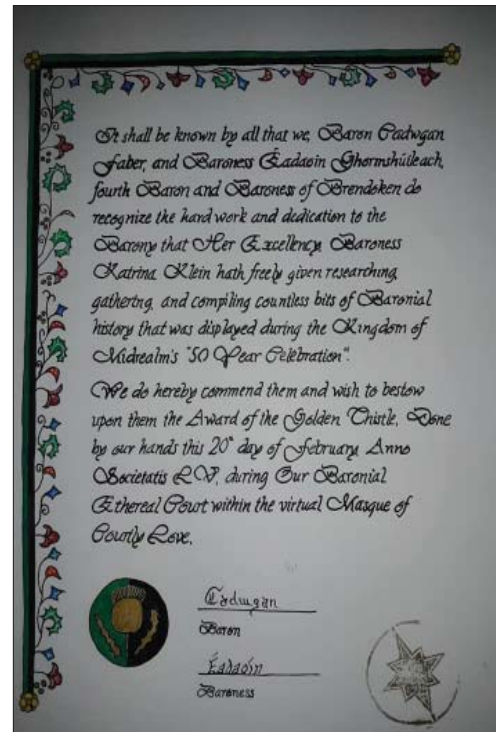 It shall be known by all that we, Baron Cadwgan
Faber, and Baroness Éadaoin Ghormshúileach,
fourth Baron and Baroness of Brendoken do
recognize the hard work and dedication to the
Barony that Her Excellency, Baroness
Katrina Klein hath freely given researching,
gathering, and compiling countless bits of Baronial
history that was displayed during the Kingdom of
Midrealm's "50 Year Celebration".
We do hereby commend them and wish to bestow
upon them the Award of the Golden Thistle. Done
by our hands this 20th day of February, Anno
Societatis LV, during Our Baronial
Ethereal Court within the virtual Masque of
Courtly Love.
Cadwgan
Baron
Éadaoin
Baroness